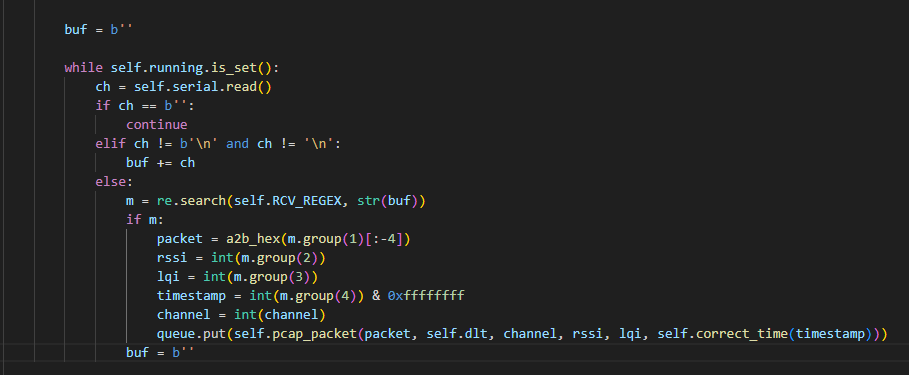 buf = b''
while self.running.is_set():
ch = self.serial.read()
if ch == b'':
continue
elif ch != b'\n' and ch != '\n':
buf += ch
else:
m = re.search(self.RCV_REGEX, str(buf))
if m:
packet = a2b_hex(m.group(1)[:-4])
rssi = int(m.group(2))
lqi = int(m.group(3))
timestamp = int(m.group(4)) & 0xffffffff
channel = int(channel)
queue.put(self.pcap_packet(packet, self.dlt, channel, rssi, lqi, self.correct_time(timestamp)))
buf = b''